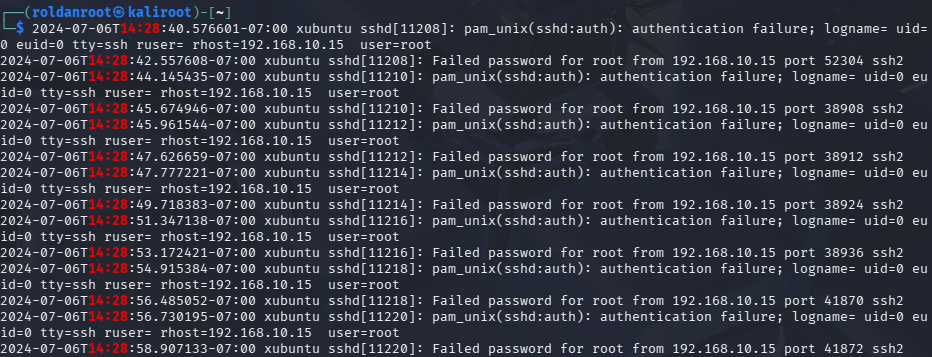 ┌──(roldanroot㉿kaliroot)-[~]
└─$ 2024-07-06T14:28:40.576601-07:00 xubuntu sshd[11208]: pam_unix(sshd:auth): authentication failure; logname= uid=
0 euid=0 tty=ssh ruser= rhost=192.168.10.15  user=root
2024-07-06T14:28:42.557608-07:00 xubuntu sshd[11208]: Failed password for root from 192.168.10.15 port 52304 ssh2
2024-07-06T14:28:44.145435-07:00 xubuntu sshd[11210]: pam_unix(sshd:auth): authentication failure; logname= uid=0 eu
id=0 tty=ssh ruser= rhost=192.168.10.15  user=root
2024-07-06T14:28:45.674946-07:00 xubuntu sshd[11210]: Failed password for root from 192.168.10.15 port 38908 ssh2
2024-07-06T14:28:45.961544-07:00 xubuntu sshd[11212]: pam_unix(sshd:auth): authentication failure; logname= uid=0 eu
id=0 tty=ssh ruser= rhost=192.168.10.15  user=root
2024-07-06T14:28:47.626659-07:00 xubuntu sshd[11212]: Failed password for root from 192.168.10.15 port 38912 ssh2
2024-07-06T14:28:47.777221-07:00 xubuntu sshd[11214]: pam_unix(sshd:auth): authentication failure; logname= uid=0 eu
id=0 tty=ssh ruser= rhost=192.168.10.15  user=root
2024-07-06T14:28:49.718383-07:00 xubuntu sshd[11214]: Failed password for root from 192.168.10.15 port 38924 ssh2
2024-07-06T14:28:51.347138-07:00 xubuntu sshd[11216]: pam_unix(sshd:auth): authentication failure; logname= uid=0 eu
id=0 tty=ssh ruser= rhost=192.168.10.15  user=root
2024-07-06T14:28:53.172421-07:00 xubuntu sshd[11216]: Failed password for root from 192.168.10.15 port 38936 ssh2
2024-07-06T14:28:54.915384-07:00 xubuntu sshd[11218]: pam_unix(sshd:auth): authentication failure; logname= uid=0 eu
id=0 tty=ssh ruser= rhost=192.168.10.15  user=root
2024-07-06T14:28:56.485052-07:00 xubuntu sshd[11218]: Failed password for root from 192.168.10.15 port 41870 ssh2
2024-07-06T14:28:56.730195-07:00 xubuntu sshd[11220]: pam_unix(sshd:auth): authentication failure; logname= uid=0 eu
id=0 tty=ssh ruser= rhost=192.168.10.15  user=root
2024-07-06T14:28:58.907133-07:00 xubuntu sshd[11220]: Failed password for root from 192.168.10.15 port 41872 ssh2